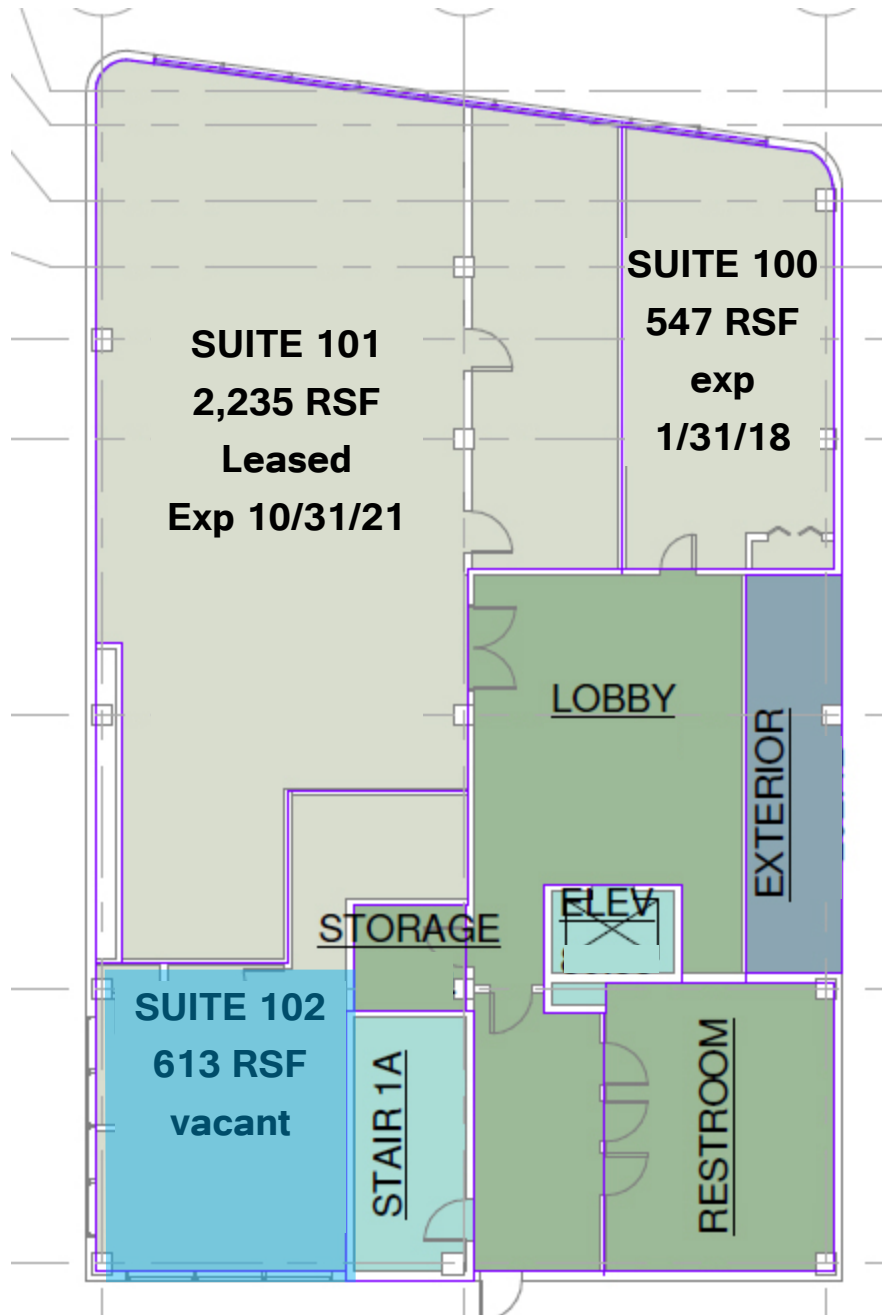 SUITE 100
547 RSF
exp
1/31/18
SUITE 101
2,235 RSF
Leased
Exp 10/31/21
LOBBY
EXTERIOR
ELEV
STORAGE
SUITE 102
613 RSF
vacant
STAIR 1A
RESTROOM